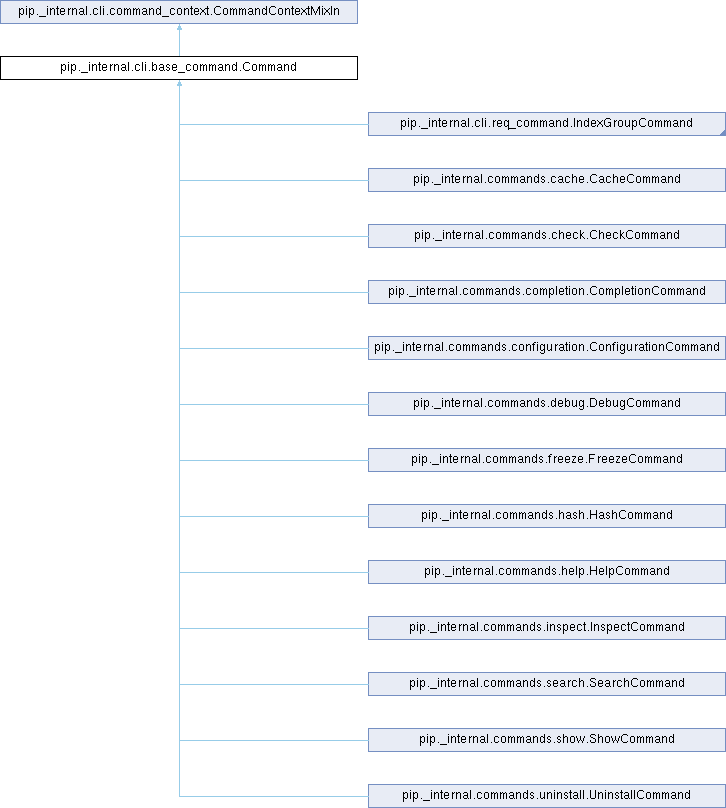 pip._internal.cli.command_context.CommandContextMixIn
pip._internal.cli.base_command.Command
pip._internal.cli.req_command.IndexGroupCommand
pip._internal.commands.cache.CacheCommand
pip._internal.commands.check.CheckCommand
pip._internal.commands.completion.CompletionCommand
pip._internal.commands.configuration.ConfigurationCommand
pip._internal.commands.debug.DebugCommand
pip._internal.commands.freeze.FreezeCommand
pip._internal.commands.hash.HashCommand
pip._internal.commands.help.HelpCommand
pip._internal.commands.inspect.InspectCommand
pip._internal.commands.search.SearchCommand
pip._internal.commands.show.ShowCommand
pip._internal.commands.uninstall.UninstallCommand